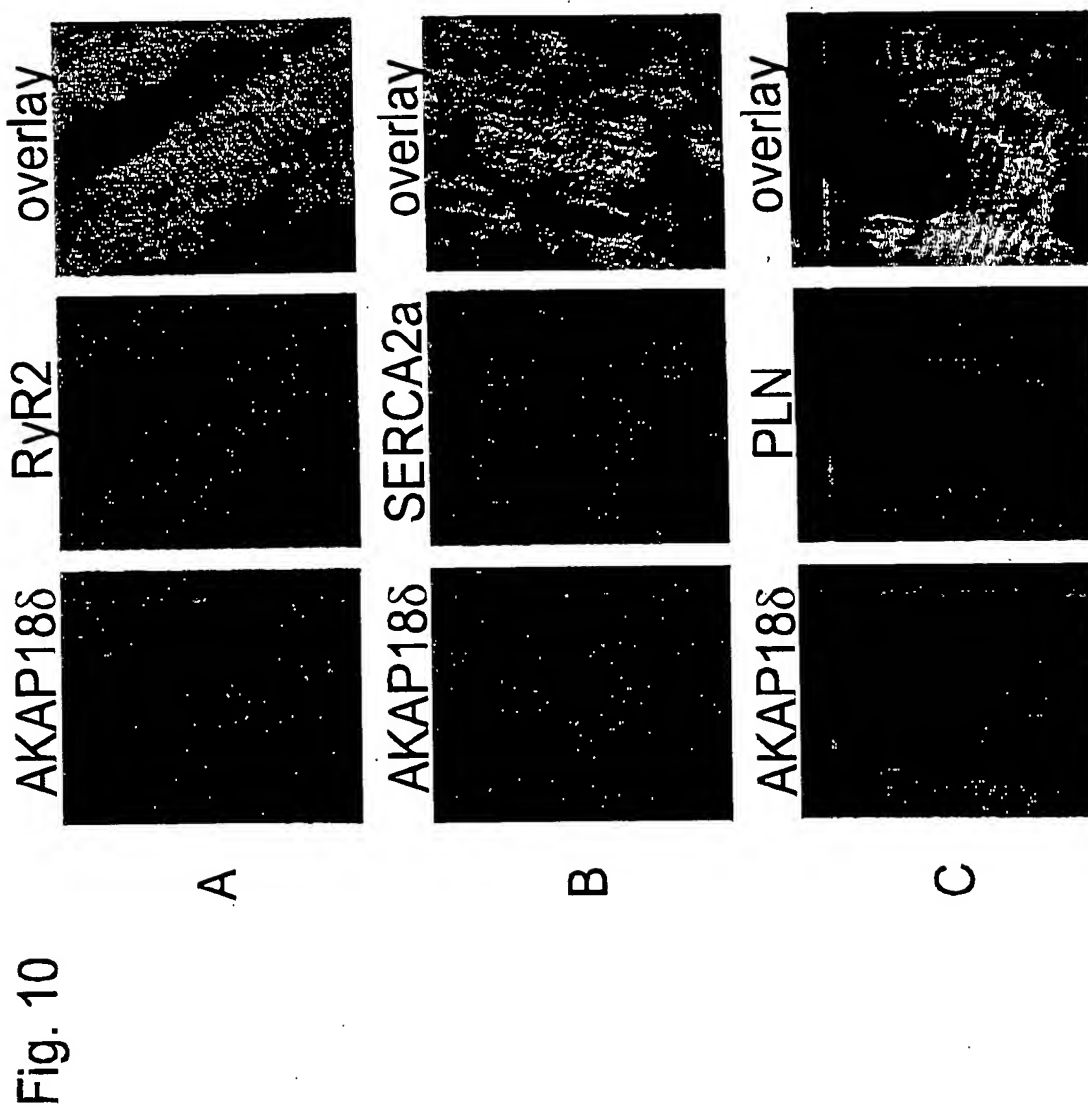 Fig. 10
A
AKAP18δ RyR2 overlay
B
AKAP18δ SERCA2a overlay
C
AKAP18δ PLN overlay